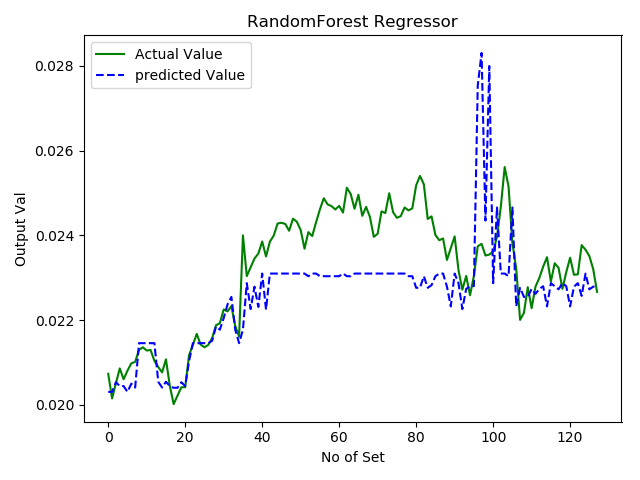 RandomForest Regressor
Actual Value
predicted Value
0.028
0.026
0.024
0.022
0.020
Output Val
0 20 40 60 80 100 120
No of Set